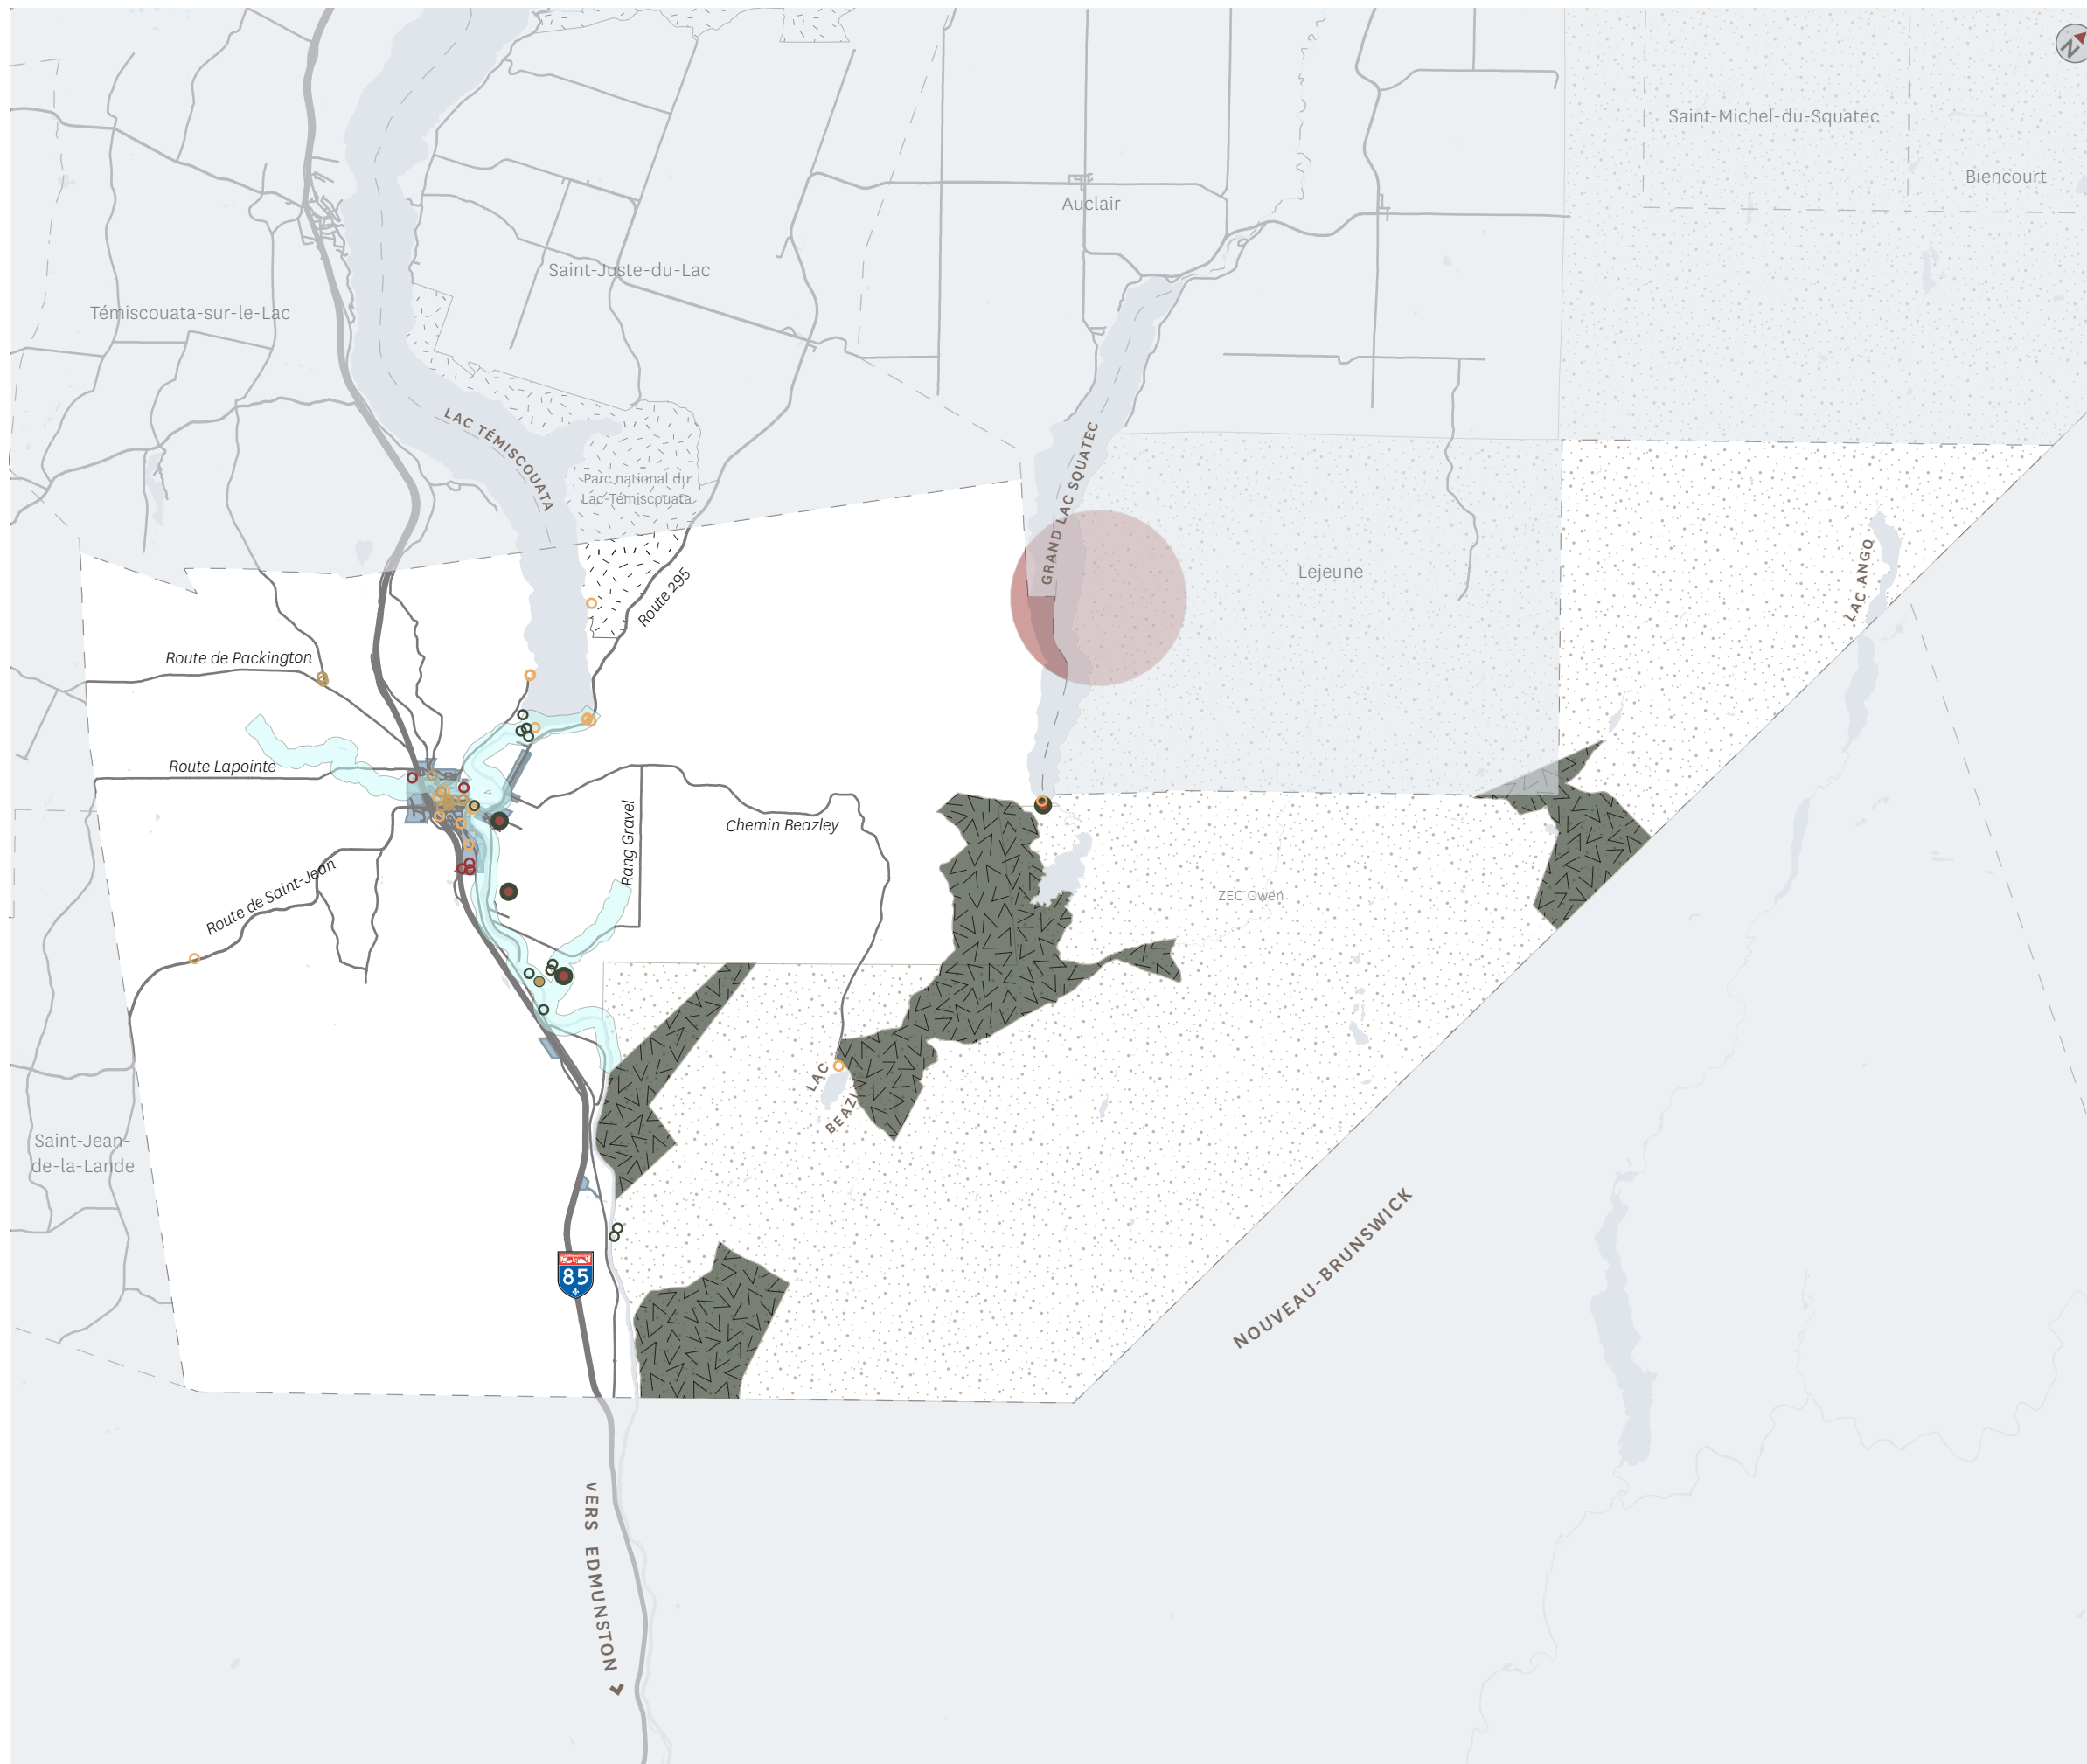 N
Saint-Michel-du-Squatec
Biencourt
Auclair
Saint-Juste-du-Lac
Témiscouata-sur-le-Lac
LAC TÉMISCOUATA
Parc national du
Lac-Témiscouata
GRAND LAC SQUATEC
Lejeune
LAC ANGO
Route 295
Route de Packington
Route Lapointe
Rang Gravel
Chemin Beazley
Route de Saint-Jean
ZEC Owen
LAC
Saint-Jean-
de-la-Lande
NOUVEAU-BRUNSWICK
85
VERS EDMUNSTON